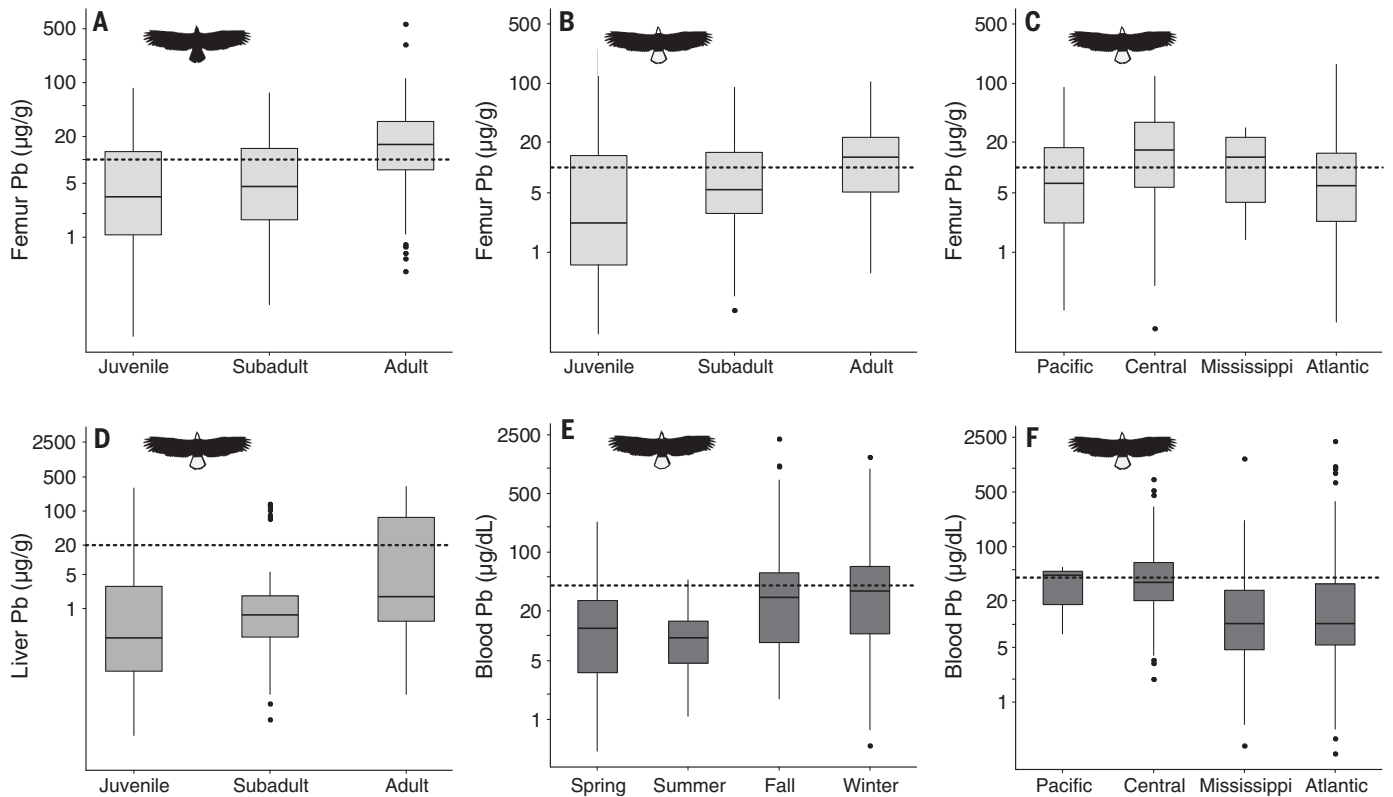 A
Femur Pb (µg/g)
500
100
20
5
1
Juvenile Subadult Adult
B
Femur Pb (µg/g)
500
100
20
5
1
Juvenile Subadult Adult
C
Femur Pb (µg/g)
500
100
20
5
1
Pacific Central Mississippi Atlantic
D
Liver Pb (µg/g)
2500
500
100
20
5
1
Juvenile Subadult Adult
E
Blood Pb (µg/dL)
2500
500
100
20
5
1
Spring Summer Fall Winter
F
Blood Pb (µg/dL)
2500
500
100
20
5
1
Pacific Central Mississippi Atlantic